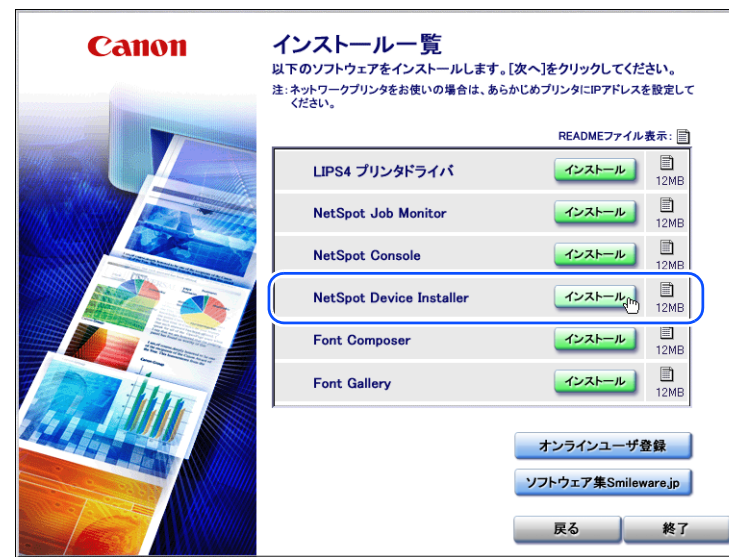 Canon
インストール一覧
以下のソフトウェアをインストールします。[次へ]をクリックしてください。
注:ネットワークプリンタをお使いの場合は、あらかじめプリンタにIPアドレスを設定して
ください。
READMEファイル表示:
LIPS4 プリンタドライバ インストール 12MB
NetSpot Job Monitor インストール 12MB
NetSpot Console インストール 12MB
NetSpot Device Installer インストール 12MB
Font Composer インストール 12MB
Font Gallery インストール 12MB
オンラインユーザ登録
ソフトウェア集Smileware.jp
戻る 終了